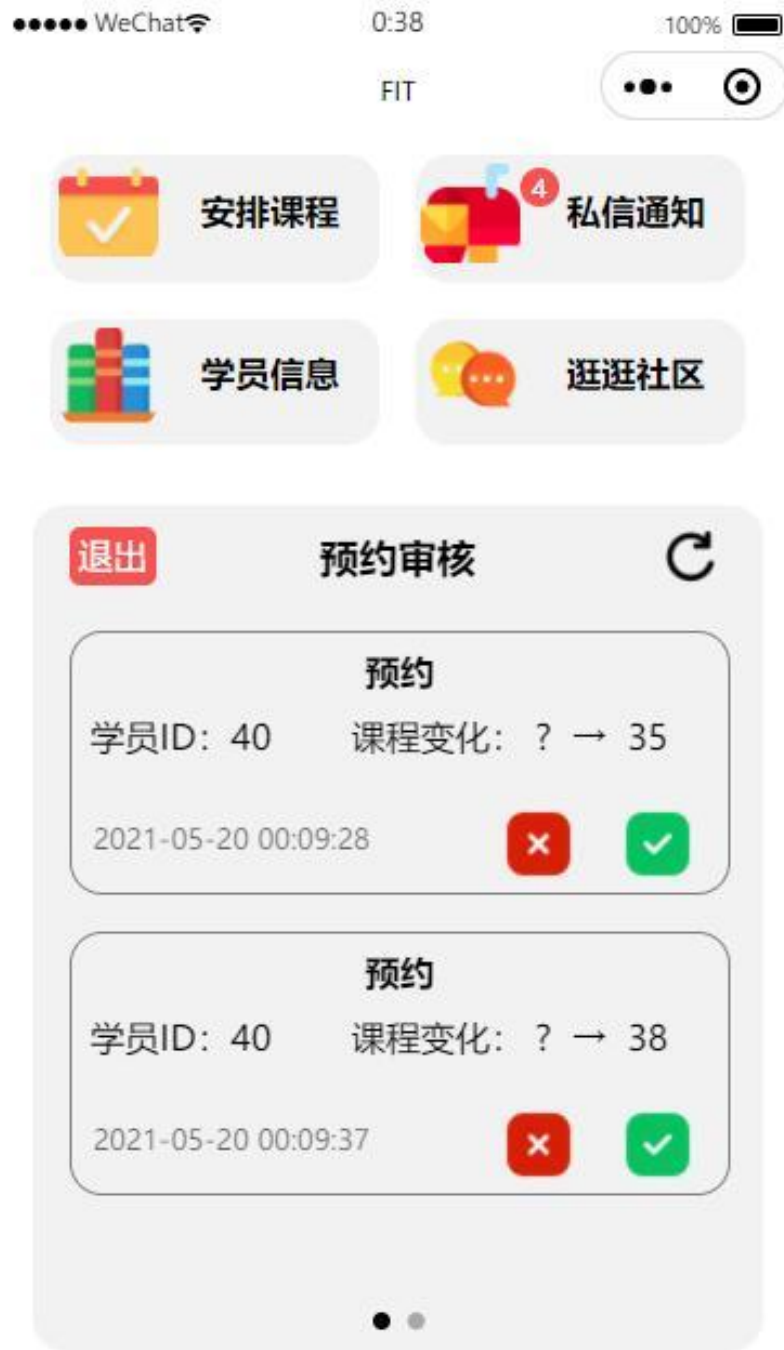 WeChat 0:38 100%
FIT
安排课程
4
私信通知
学员信息
逛逛社区
退出 预约审核
预约
学员ID：40 课程变化：? → 35
2021-05-20 00:09:28
预约
学员ID：40 课程变化：? → 38
2021-05-20 00:09:37